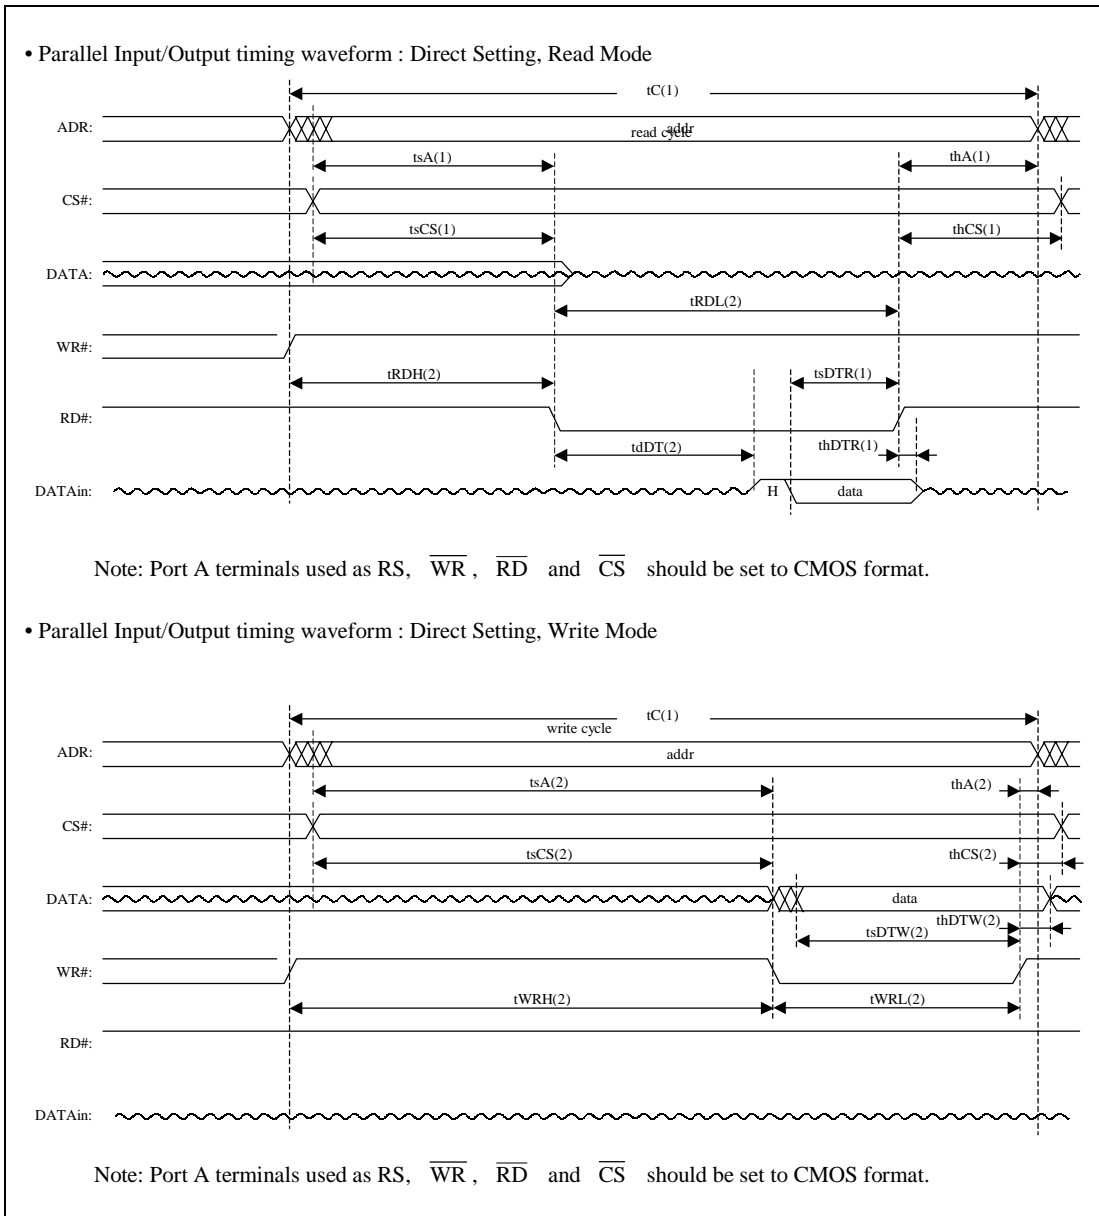 • Parallel Input/Output timing waveform : Direct Setting, Read Mode
tC(1)
ADR:
addr
read cycle
tsA(1)
thA(1)
CS#:
tsCS(1)
thCS(1)
DATA:
tRDL(2)
WR#:
tRDH(2)
tsDTR(1)
RD#:
tdDT(2)
thDTR(1)
DATAin:
H
data
Note: Port A terminals used as RS, WR , RD and CS should be set to CMOS format.
• Parallel Input/Output timing waveform : Direct Setting, Write Mode
tC(1)
write cycle
ADR:
addr
tsA(2)
thA(2)
CS#:
tsCS(2)
thCS(2)
DATA:
data
thDTW(2)
tsDTW(2)
WR#:
tWRH(2)
tWRL(2)
RD#:
DATAin:
Note: Port A terminals used as RS, WR , RD and CS should be set to CMOS format.